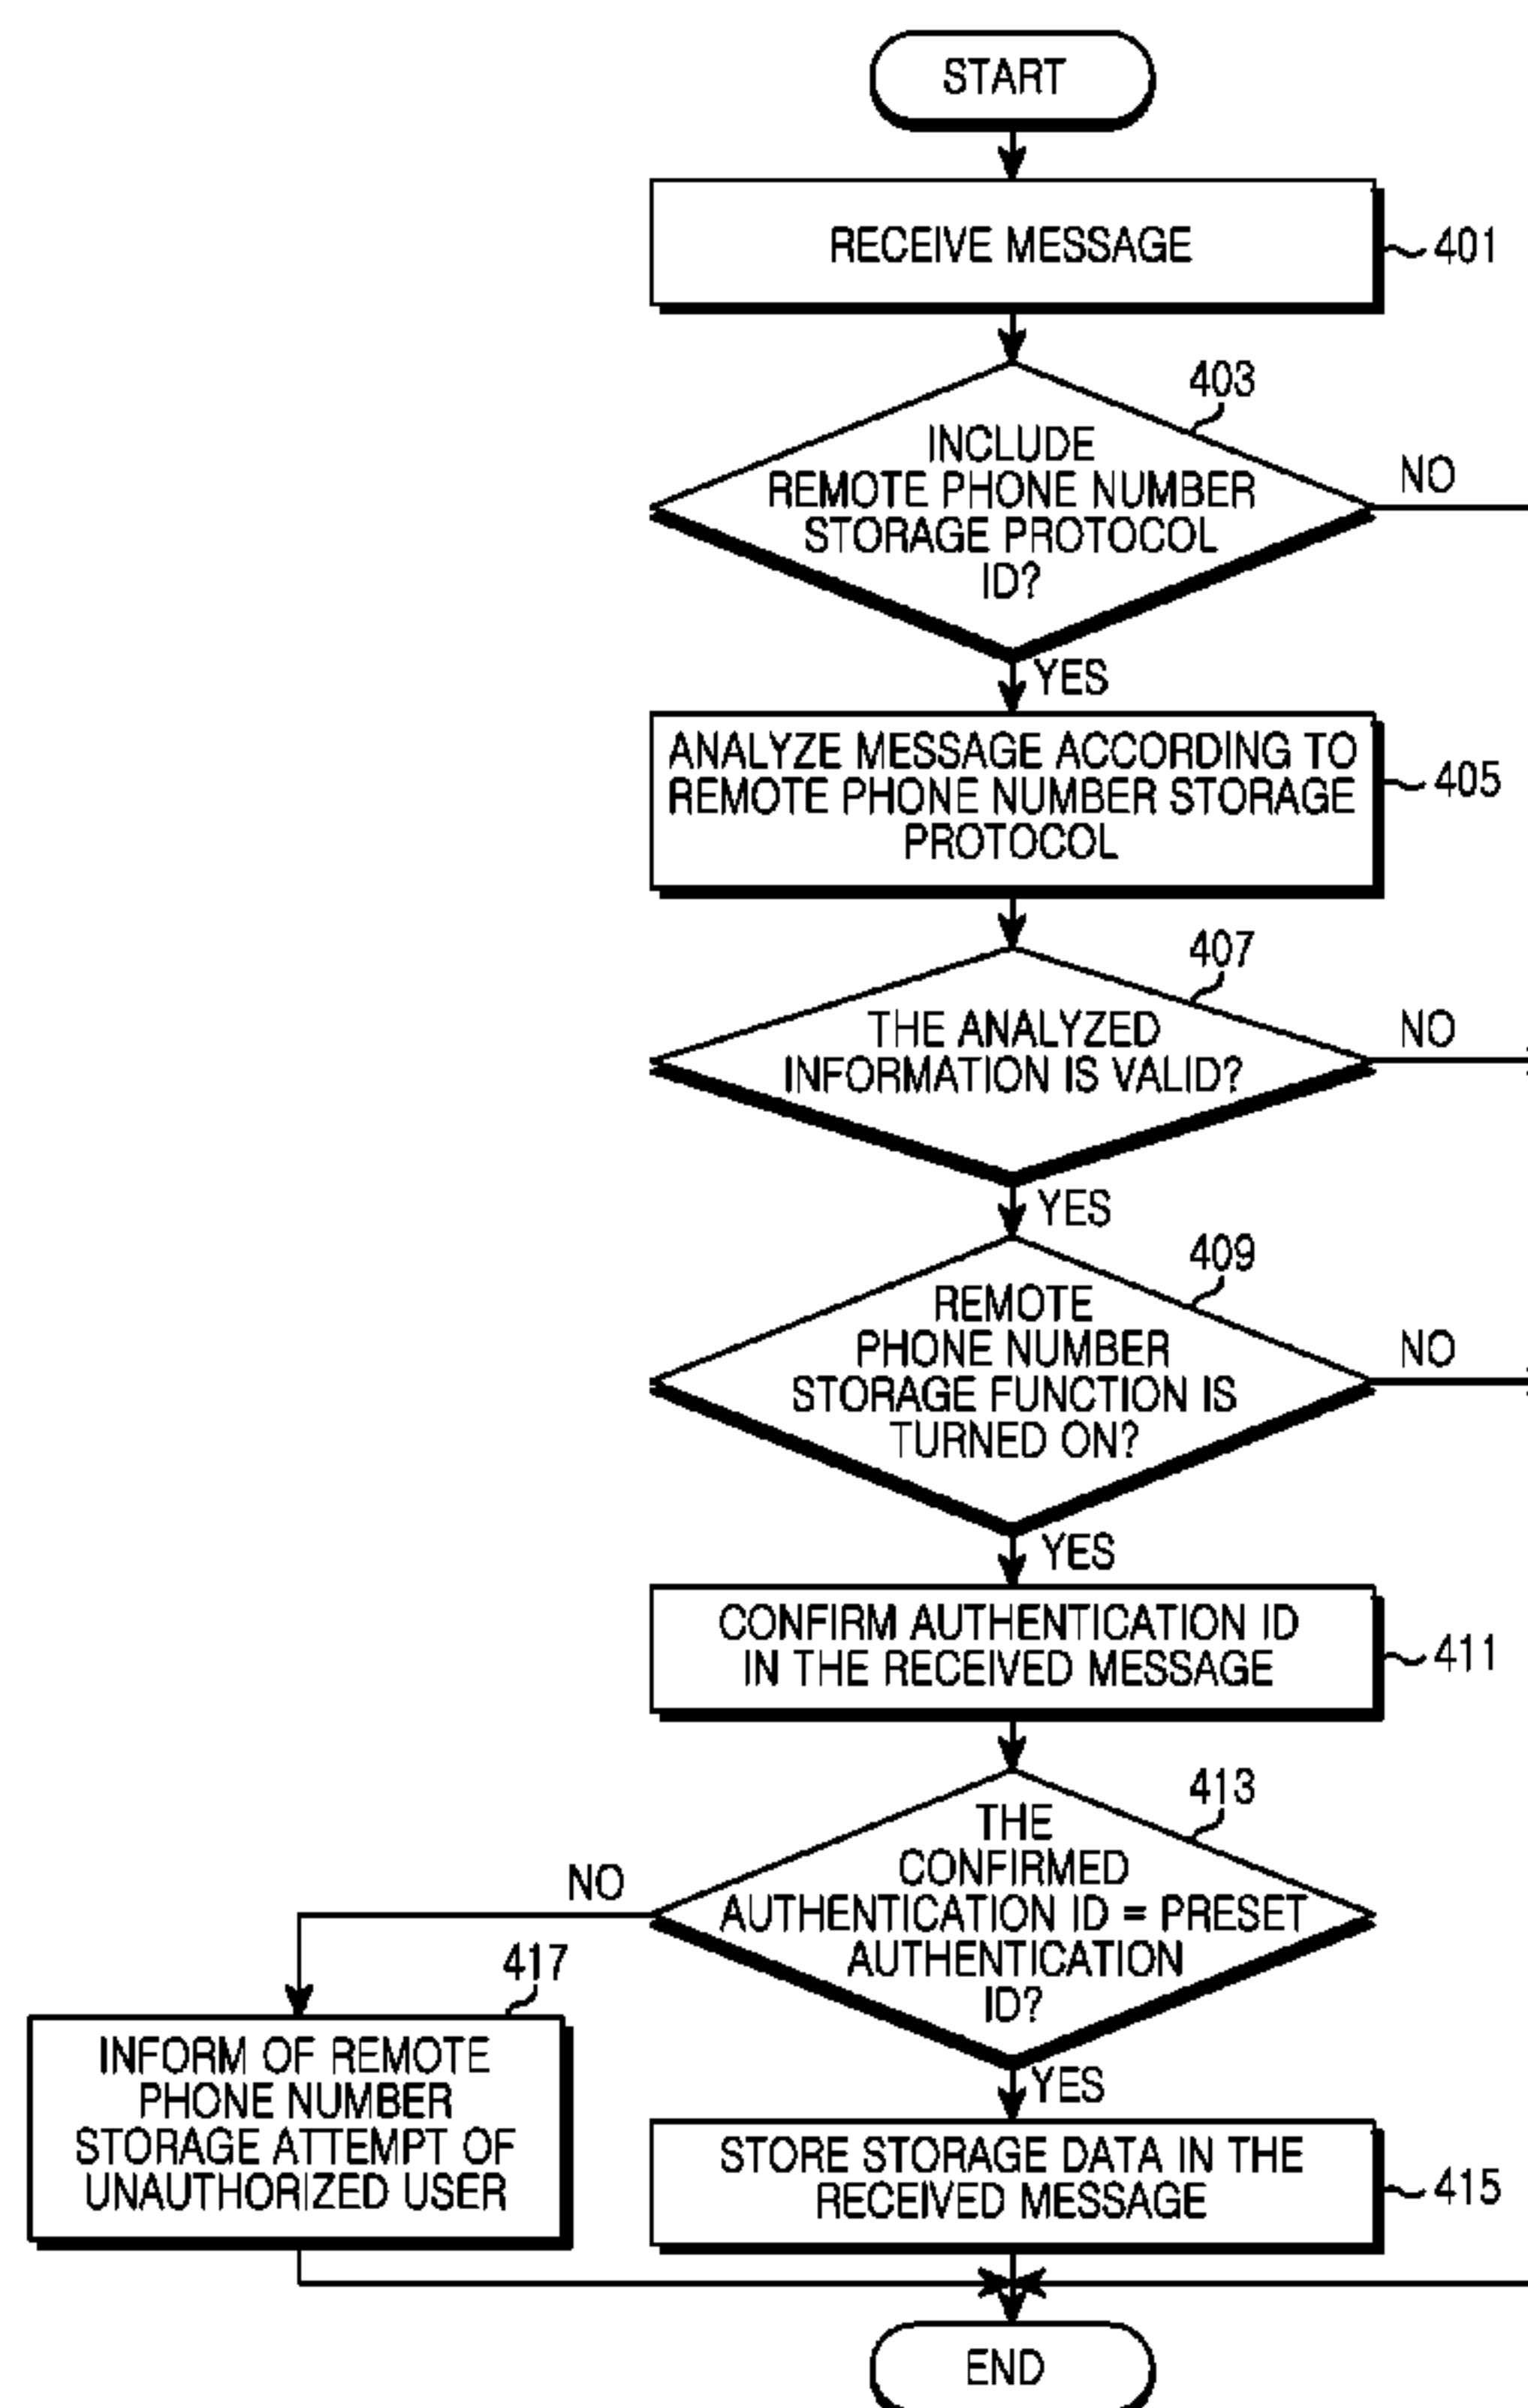 START
RECEIVE MESSAGE
401
403
INCLUDE
REMOTE PHONE NUMBER
STORAGE PROTOCOL
ID?
NO
YES
ANALYZE MESSAGE ACCORDING TO
REMOTE PHONE NUMBER STORAGE
PROTOCOL
405
407
THE ANALYZED
INFORMATION IS VALID?
NO
YES
409
REMOTE
PHONE NUMBER
STORAGE FUNCTION IS
TURNED ON?
NO
YES
CONFIRM AUTHENTICATION ID
IN THE RECEIVED MESSAGE
411
413
THE
CONFIRMED
AUTHENTICATION ID = PRESET
AUTHENTICATION
ID?
NO
417
INFORM OF REMOTE
PHONE NUMBER
STORAGE ATTEMPT OF
UNAUTHORIZED USER
YES
STORE STORAGE DATA IN THE
RECEIVED MESSAGE
415
END